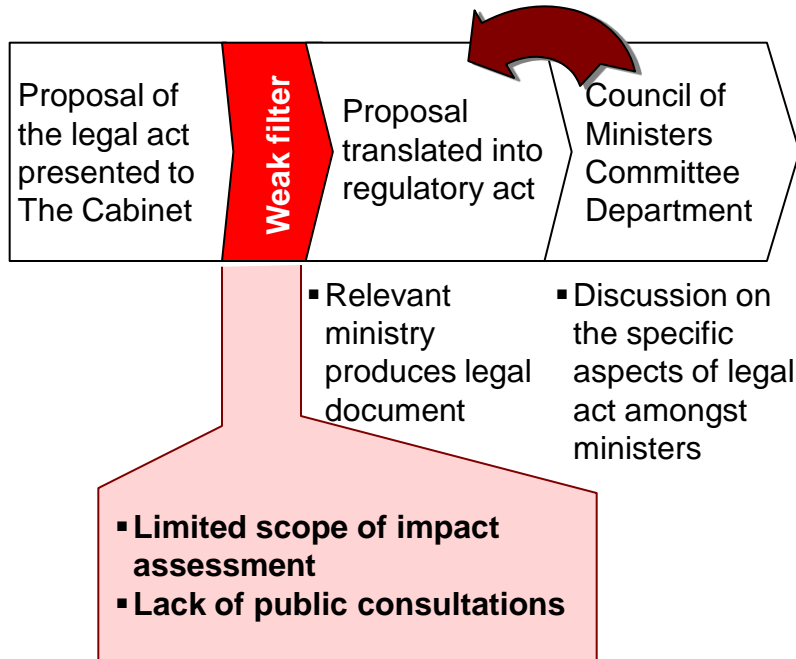 Proposal of
the legal act
presented to
The Cabinet
Weak filter
Proposal
translated into
regulatory act
Council of
Ministers
Committee
Department
▪ Relevant
ministry
produces legal
document
▪ Discussion on
the specific
aspects of legal
act amongst
ministers
▪ Limited scope of impact
assessment
▪ Lack of public consultations